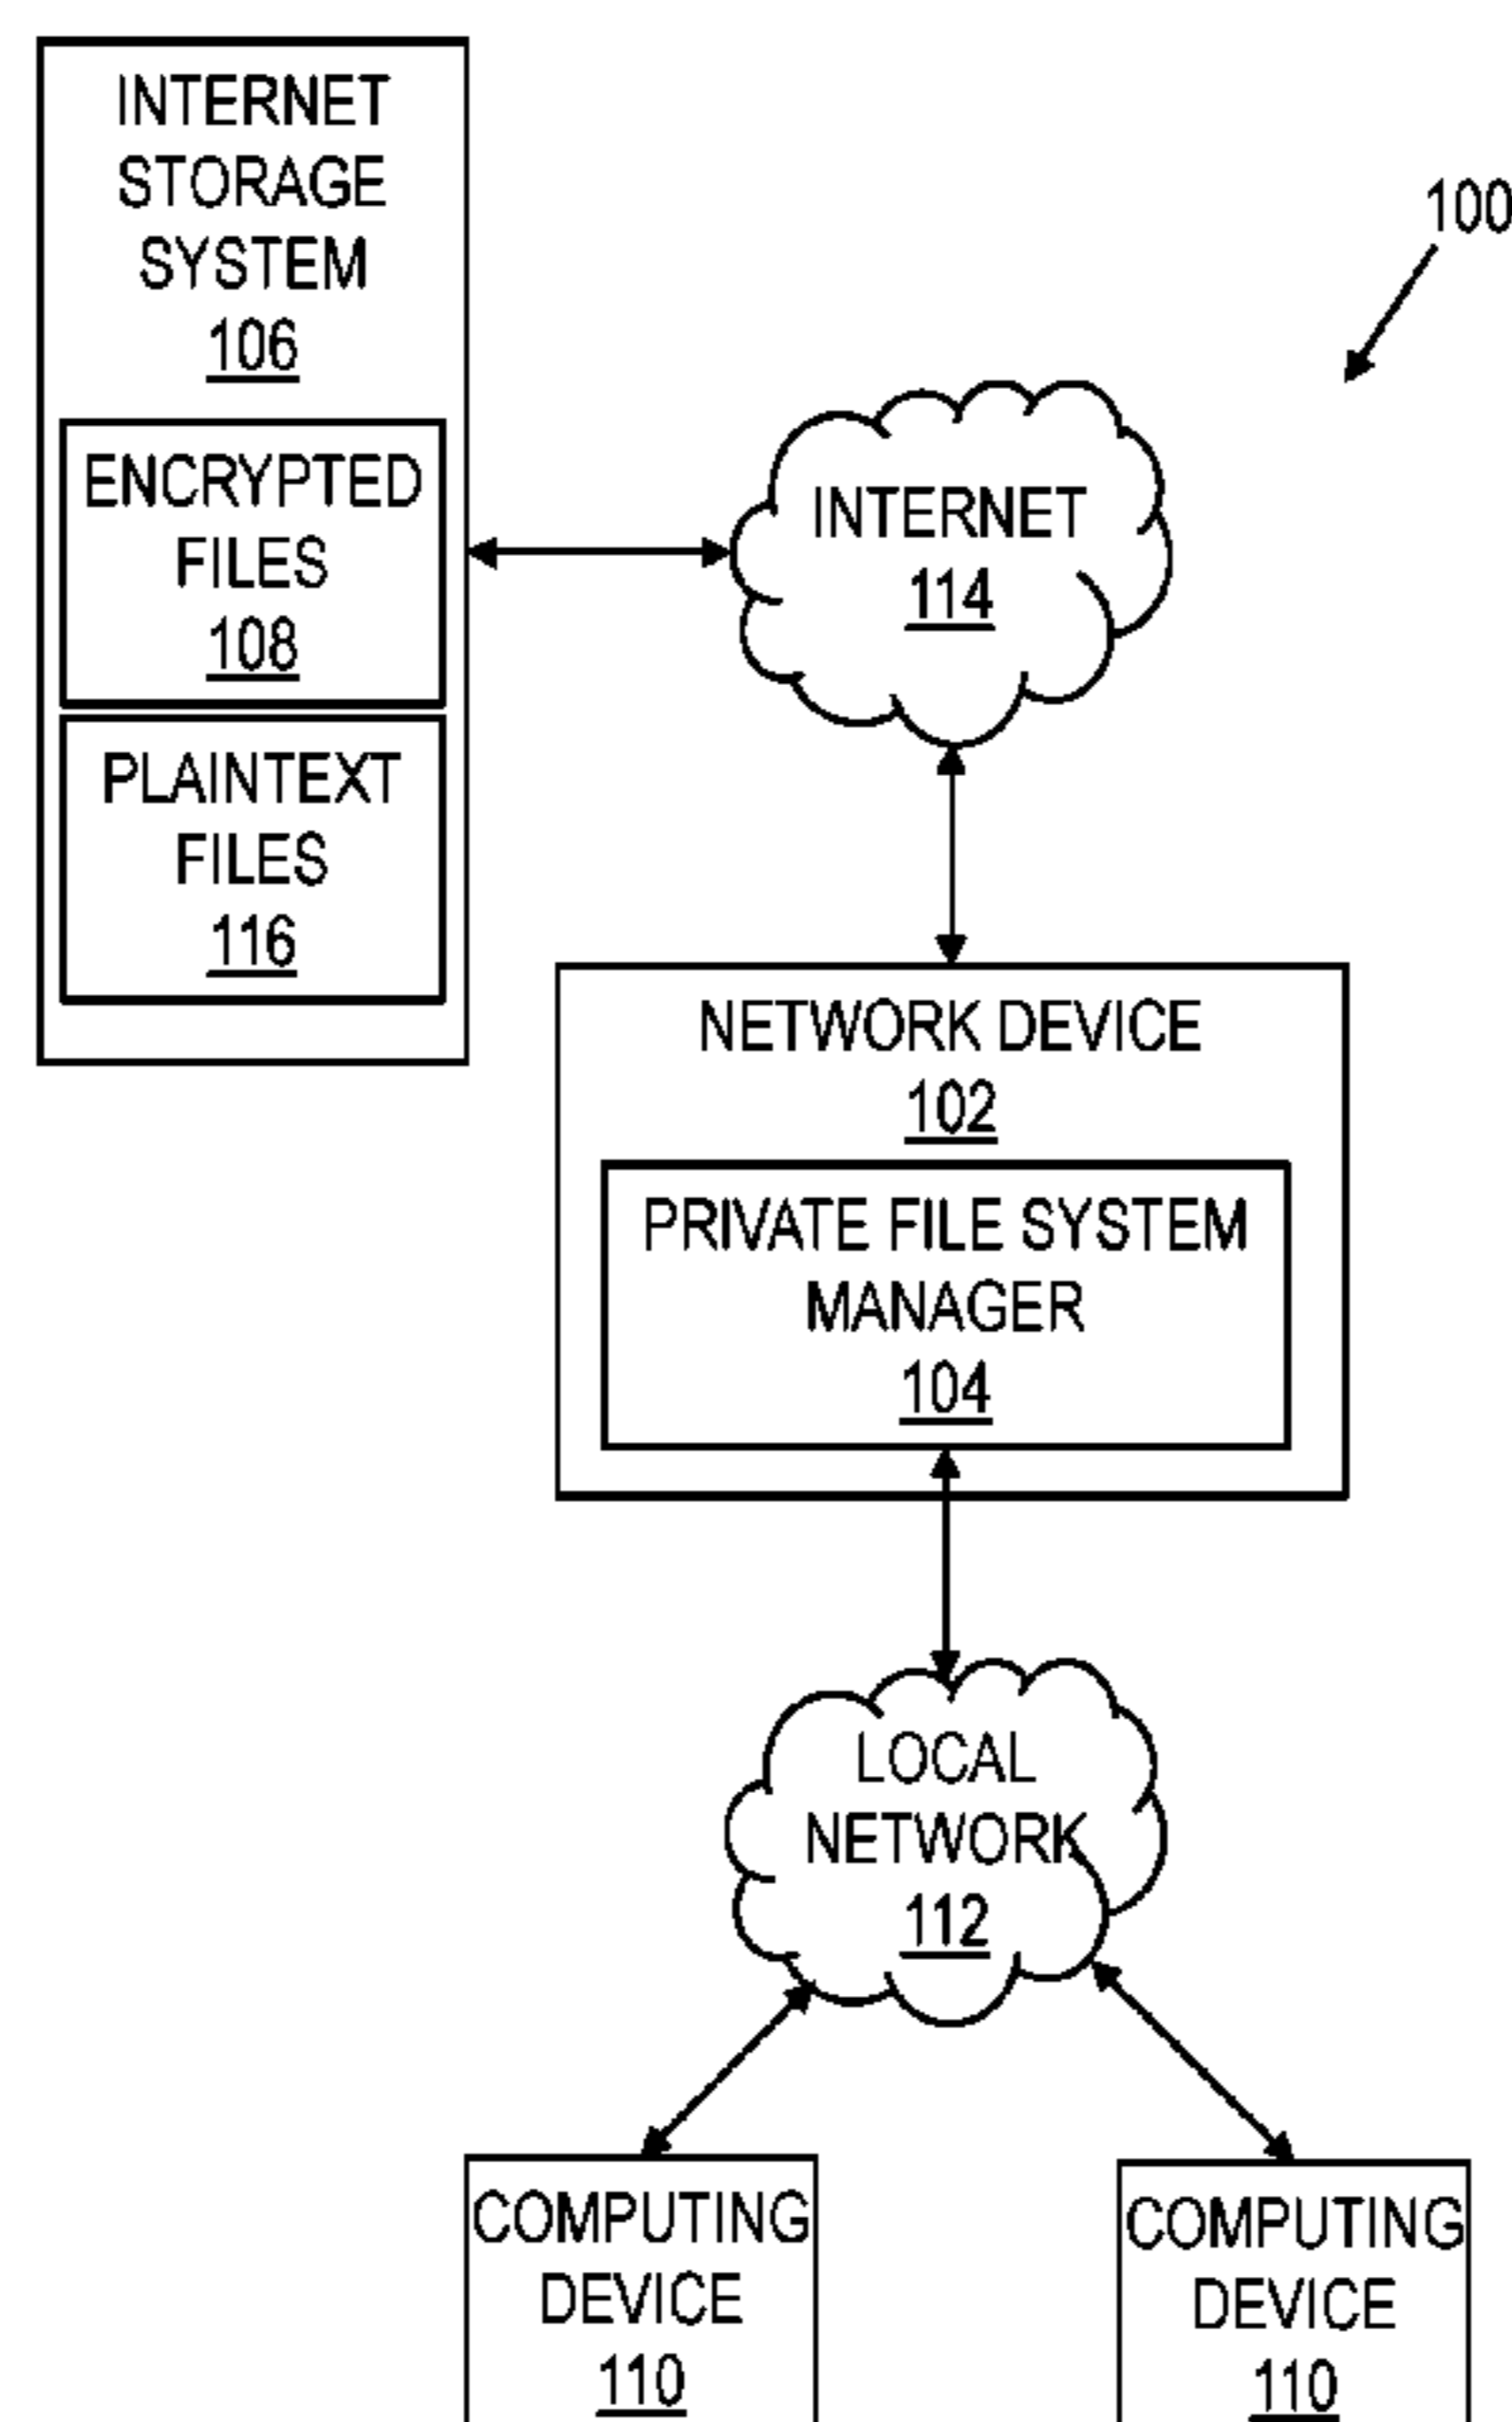 INTERNET
STORAGE
SYSTEM
106
ENCRYPTED
FILES
108
PLAINTEXT
FILES
116
100
INTERNET
114
NETWORK DEVICE
102
PRIVATE FILE SYSTEM
MANAGER
104
LOCAL
NETWORK
112
COMPUTING
DEVICE
110
COMPUTING
DEVICE
110